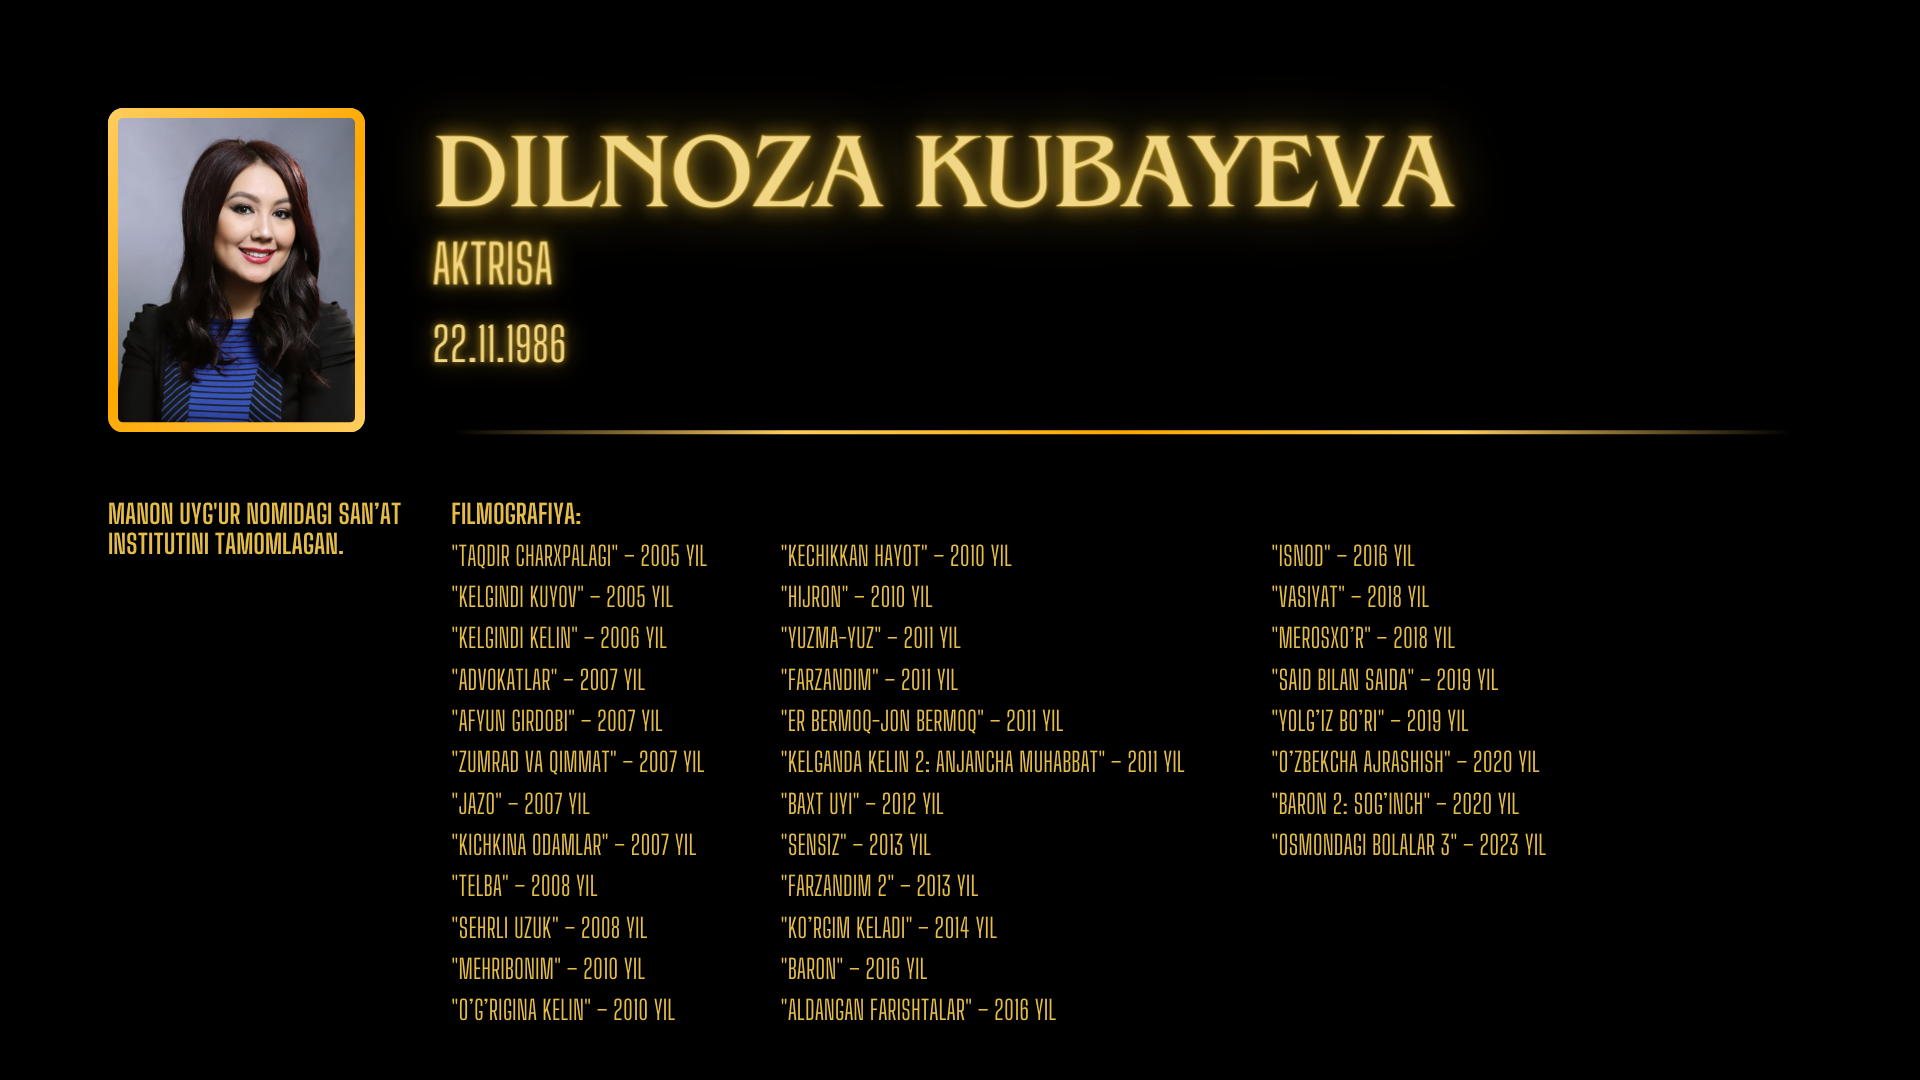 DILNOZA KUBAYEVA
AKTRISA
22.11.1986
MANON UYG'UR NOMIDAGI SAN’AT
INSTITUTINI TAMOMLAGAN.
FILMOGRAFIYA:
"TAQDIR CHARXPALAGI" – 2005 YIL
"KELGINDI KUYOV" – 2005 YIL
"KELGINDI KELIN" – 2006 YIL
"ADVOKATLAR" – 2007 YIL
"AFYUN GIRDOBI" – 2007 YIL
"ZUMRAD VA QIMMAT" – 2007 YIL
"JAZO" – 2007 YIL
"KICHKINA ODAMLAR" – 2007 YIL
"TELBA" – 2008 YIL
"SEHRLI UZUK" – 2008 YIL
"MEHRIBONIM" – 2010 YIL
"O’G’RIGINA KELIN" – 2010 YIL
"KECHIKKAN HAYOT" – 2010 YIL
"HIJRON" – 2010 YIL
"YUZMA-YUZ" – 2011 YIL
"FARZANDIM" – 2011 YIL
"ER BERMOQ-JON BERMOQ" – 2011 YIL
"KELGANDA KELIN 2: ANJANCHA MUHABBAT" – 2011 YIL
"BAXT UYI" – 2012 YIL
"SENSIZ" – 2013 YIL
"FARZANDIM 2" – 2013 YIL
"KO’RGIM KELADI" – 2014 YIL
"BARON" – 2016 YIL
"ALDANGAN FARISHTALAR" – 2016 YIL
"ISNOD" – 2016 YIL
"VASIYAT" – 2018 YIL
"MEROSXO’R" – 2018 YIL
"SAID BILAN SAIDA" – 2019 YIL
"YOLG’IZ BO’RI" – 2019 YIL
"O’ZBEKCHA AJRASHISH" – 2020 YIL
"BARON 2: SOG’INCH" – 2020 YIL
"OSMONDAGI BOLALAR 3" – 2023 YIL